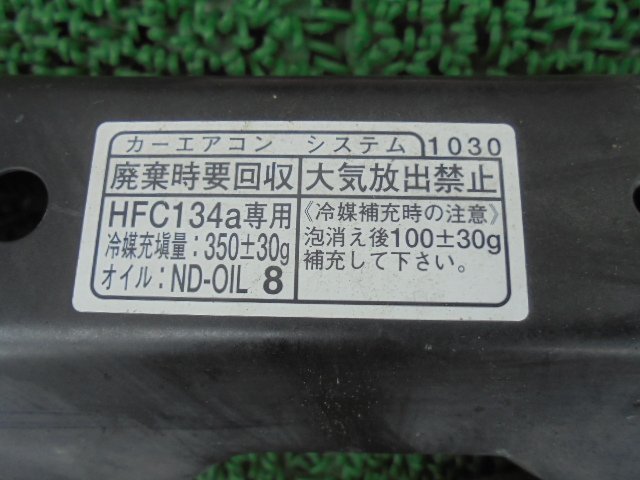 カーエアコン システム 1030
廃棄時要回収 大気放出禁止
HFC134a専用
冷媒充塡量:350±30g
オイル:ND-OIL 8
《冷媒補充時の注意》
泡消え後100±30g
補充して下さい。